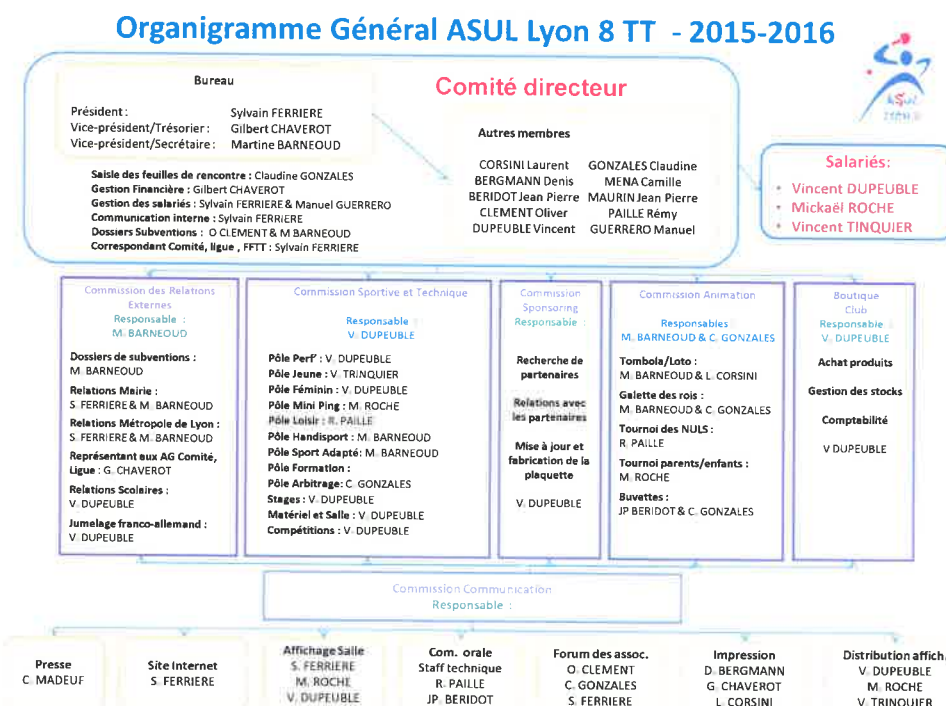 Organigramme Général ASUL Lyon 8 TT - 2015-2016
Bureau
Président : Sylvain FERRIERE
Vice-président/Trésorier : Gilbert CHAVEROT
Vice-président/Secrétaire : Martine BARNEOUD
Comité directeur
Autres membres
CORSINI Laurent GONZALES Claudine
BERGMANN Denis MENA Camille
BERIDOT Jean Pierre MAURIN Jean Pierre
CLEMENT Oliver PAILLE Rémy
DUPEUBLE Vincent GUERRERO Manuel
Saisie des feuilles de rencontre : Claudine GONZALES
Gestion Financière : Gilbert CHAVEROT
Gestion des salariés : Sylvain FERRIERE & Manuel GUERRERO
Communication interne : Sylvain FERRIERE
Dossiers Subventions : O CLEMENT & M BARNEOUD
Correspondant Comité, ligue , FFTT : Sylvain FERRIERE
Asul
Salariés:
• Vincent DUPEUBLE
• Mickaël ROCHE
• Vincent TINQUIER
Commission des Relations
Externes
Responsable :
M. BARNEOUD
Dossiers de subventions :
M. BARNEOUD
Relations Mairie :
S. FERRIERE & M. BARNEOUD
Relations Métropole de Lyon :
S. FERRIERE & M. BARNEOUD
Représentant aux AG Comité,
Ligue : G. CHAVEROT
Relations Scolaires :
V. DUPEUBLE
Jumelage franco-allemand :
V. DUPEUBLE
Commission Sportive et Technique
Responsable :
V. DUPEUBLE
Pôle Perf' : V. DUPEUBLE
Pôle Jeune : V. TRINQUIER
Pôle Féminin : V. DUPEUBLE
Pôle Mini Ping : M. ROCHE
Pôle Loisir : R. PAILLE
Pôle Handisport : M. BARNEOUD
Pôle Sport Adapté: M. BARNEOUD
Pôle Formation :
Pôle Arbitrage: C. GONZALES
Stages : V. DUPEUBLE
Matériel et Salle : V. DUPEUBLE
Compétitions : V. DUPEUBLE
Commission
Sponsoring
Responsable :
Recherche de
partenaires
Relations avec
les partenaires
Mise à jour et
fabrication de la
plaquette
V. DUPEUBLE
Commission Animation
Responsables
M. BARNEOUD & C. GONZALES
Tombola/Loto :
M. BARNEOUD & L. CORSINI
Galette des rois :
M. BARNEOUD & C. GONZALES
Tournoi des NULS :
R. PAILLE
Tournoi parents/enfants :
M. ROCHE
Buvettes :
JP BERIDOT & C. GONZALES
Boutique
Club
Responsable :
V. DUPEUBLE
Achat produits
Gestion des stocks
Comptabilité
V DUPEUBLE
Commission Communication
Responsable :
Presse
C. MADEUF
Site Internet
S. FERRIERE
Affichage Salle
S. FERRIERE
M. ROCHE
V. DUPEUBLE
Com. orale
Staff technique
R. PAILLE
JP. BERIDOT
Forum des assoc.
O. CLEMENT
C. GONZALES
S. FERRIERE
Impression
D. BERGMANN
G. CHAVEROT
L. CORSINI
Distribution affich.
V. DUPEUBLE
M. ROCHE
V. TRINQUIER